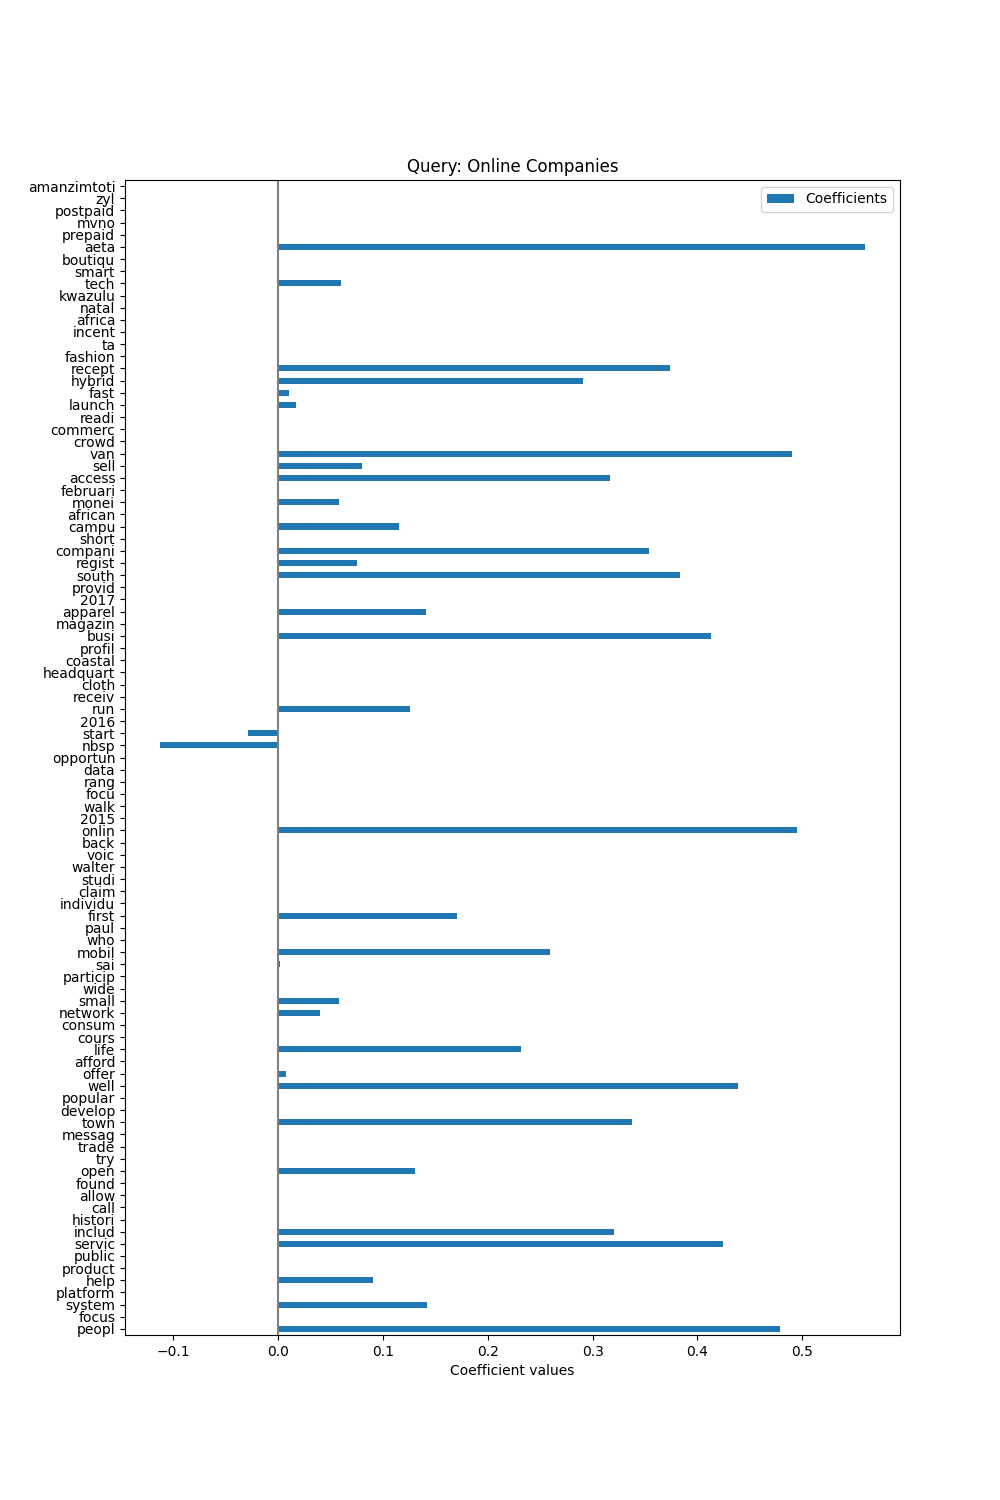 Query: Online Companies
Coefficients
amanzimtoti
zyl
postpaid
mvno
prepaid
aeta
boutiqu
smart
tech
kwazulu
natal
africa
incent
ta
fashion
recept
hybrid
fast
launch
readi
commerc
crowd
van
sell
access
februari
monei
african
campu
short
compani
regist
south
provid
2017
apparel
magazin
busi
profil
coastal
headquart
cloth
receiv
run
2016
start
nbsp
opportun
data
rang
focu
walk
2015
onlin
back
voic
walter
studi
claim
individu
first
paul
who
mobil
sai
particip
wide
small
network
consum
cours
life
afford
offer
well
popular
develop
town
messag
trade
try
open
found
allow
call
histori
includ
servic
public
product
help
platform
system
focus
peopl
−0.1 0.0 0.1 0.2 0.3 0.4 0.5
Coefficient values